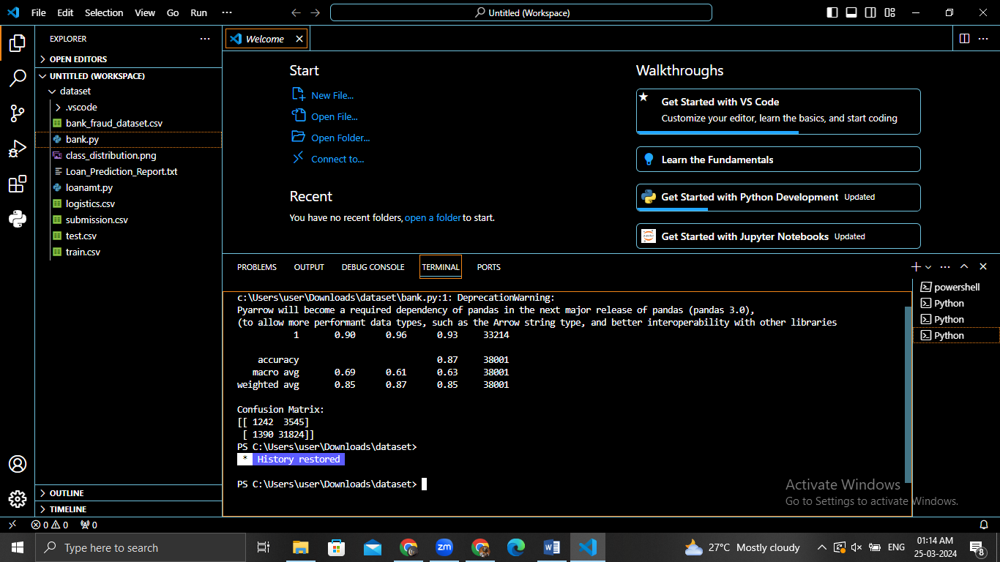 File Edit Selection View Go Run ...
Untitled (Workspace)
EXPLORER
OPEN EDITORS
UNTITLED (WORKSPACE)
dataset
.vscode
bank_fraud_dataset.csv
bank.py
class_distribution.png
Loan_Prediction_Report.txt
loanamt.py
logistics.csv
submission.csv
test.csv
train.csv
OUTLINE
TIMELINE
Welcome
Start
New File...
Open File...
Open Folder...
Connect to...
Recent
You have no recent folders, open a folder to start.
Walkthroughs
Get Started with VS Code
Customize your editor, learn the basics, and start coding
Learn the Fundamentals
Get Started with Python Development Updated
Get Started with Jupyter Notebooks Updated
PROBLEMS OUTPUT DEBUG CONSOLE TERMINAL PORTS
c:\Users\user\Downloads\dataset\bank.py:1: DeprecationWarning:
Pyarrow will become a required dependency of pandas in the next major release of pandas (pandas 3.0),
(to allow more performant data types, such as the Arrow string type, and better interoperability with other libraries
1 0.90 0.96 0.93 33214
accuracy 0.87 38001
macro avg 0.69 0.61 0.63 38001
weighted avg 0.85 0.87 0.85 38001
Confusion Matrix:
[[ 1242 3545]
[ 1390 31824]]
PS C:\Users\user\Downloads\dataset>
* History restored
PS C:\Users\user\Downloads\dataset>
powershell
Python
Python
Python
Activate Windows
Go to Settings to activate Windows.
0 0 0
Type here to search
zm
27°C Mostly cloudy
ENG
01:14 AM
25-03-2024
8